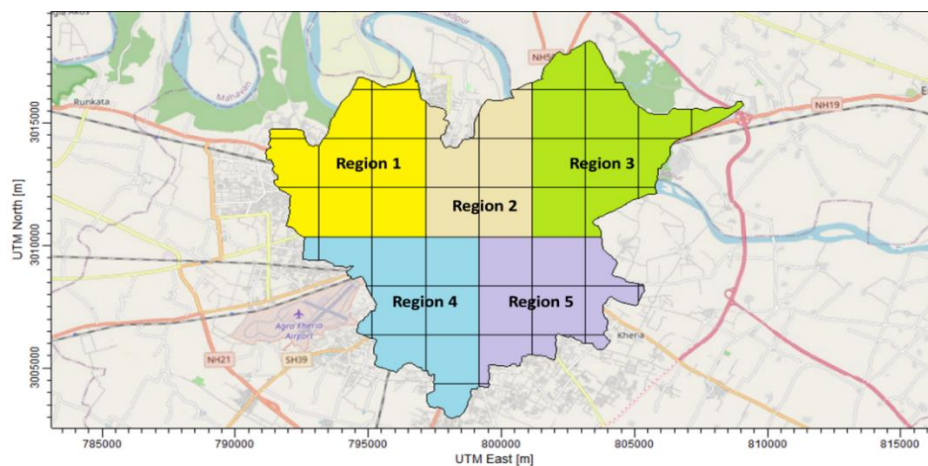 NH509
Runkata
Mahavan
NH19
3015000
Region 1
Region 3
Region 2
UTM North [m]
3010000
Region 4
Region 5
Agra Kheria
Airport
Kheria
3005000
NH21
SH39
785000
790000
795000
800000
805000
810000
815000
UTM East [m]